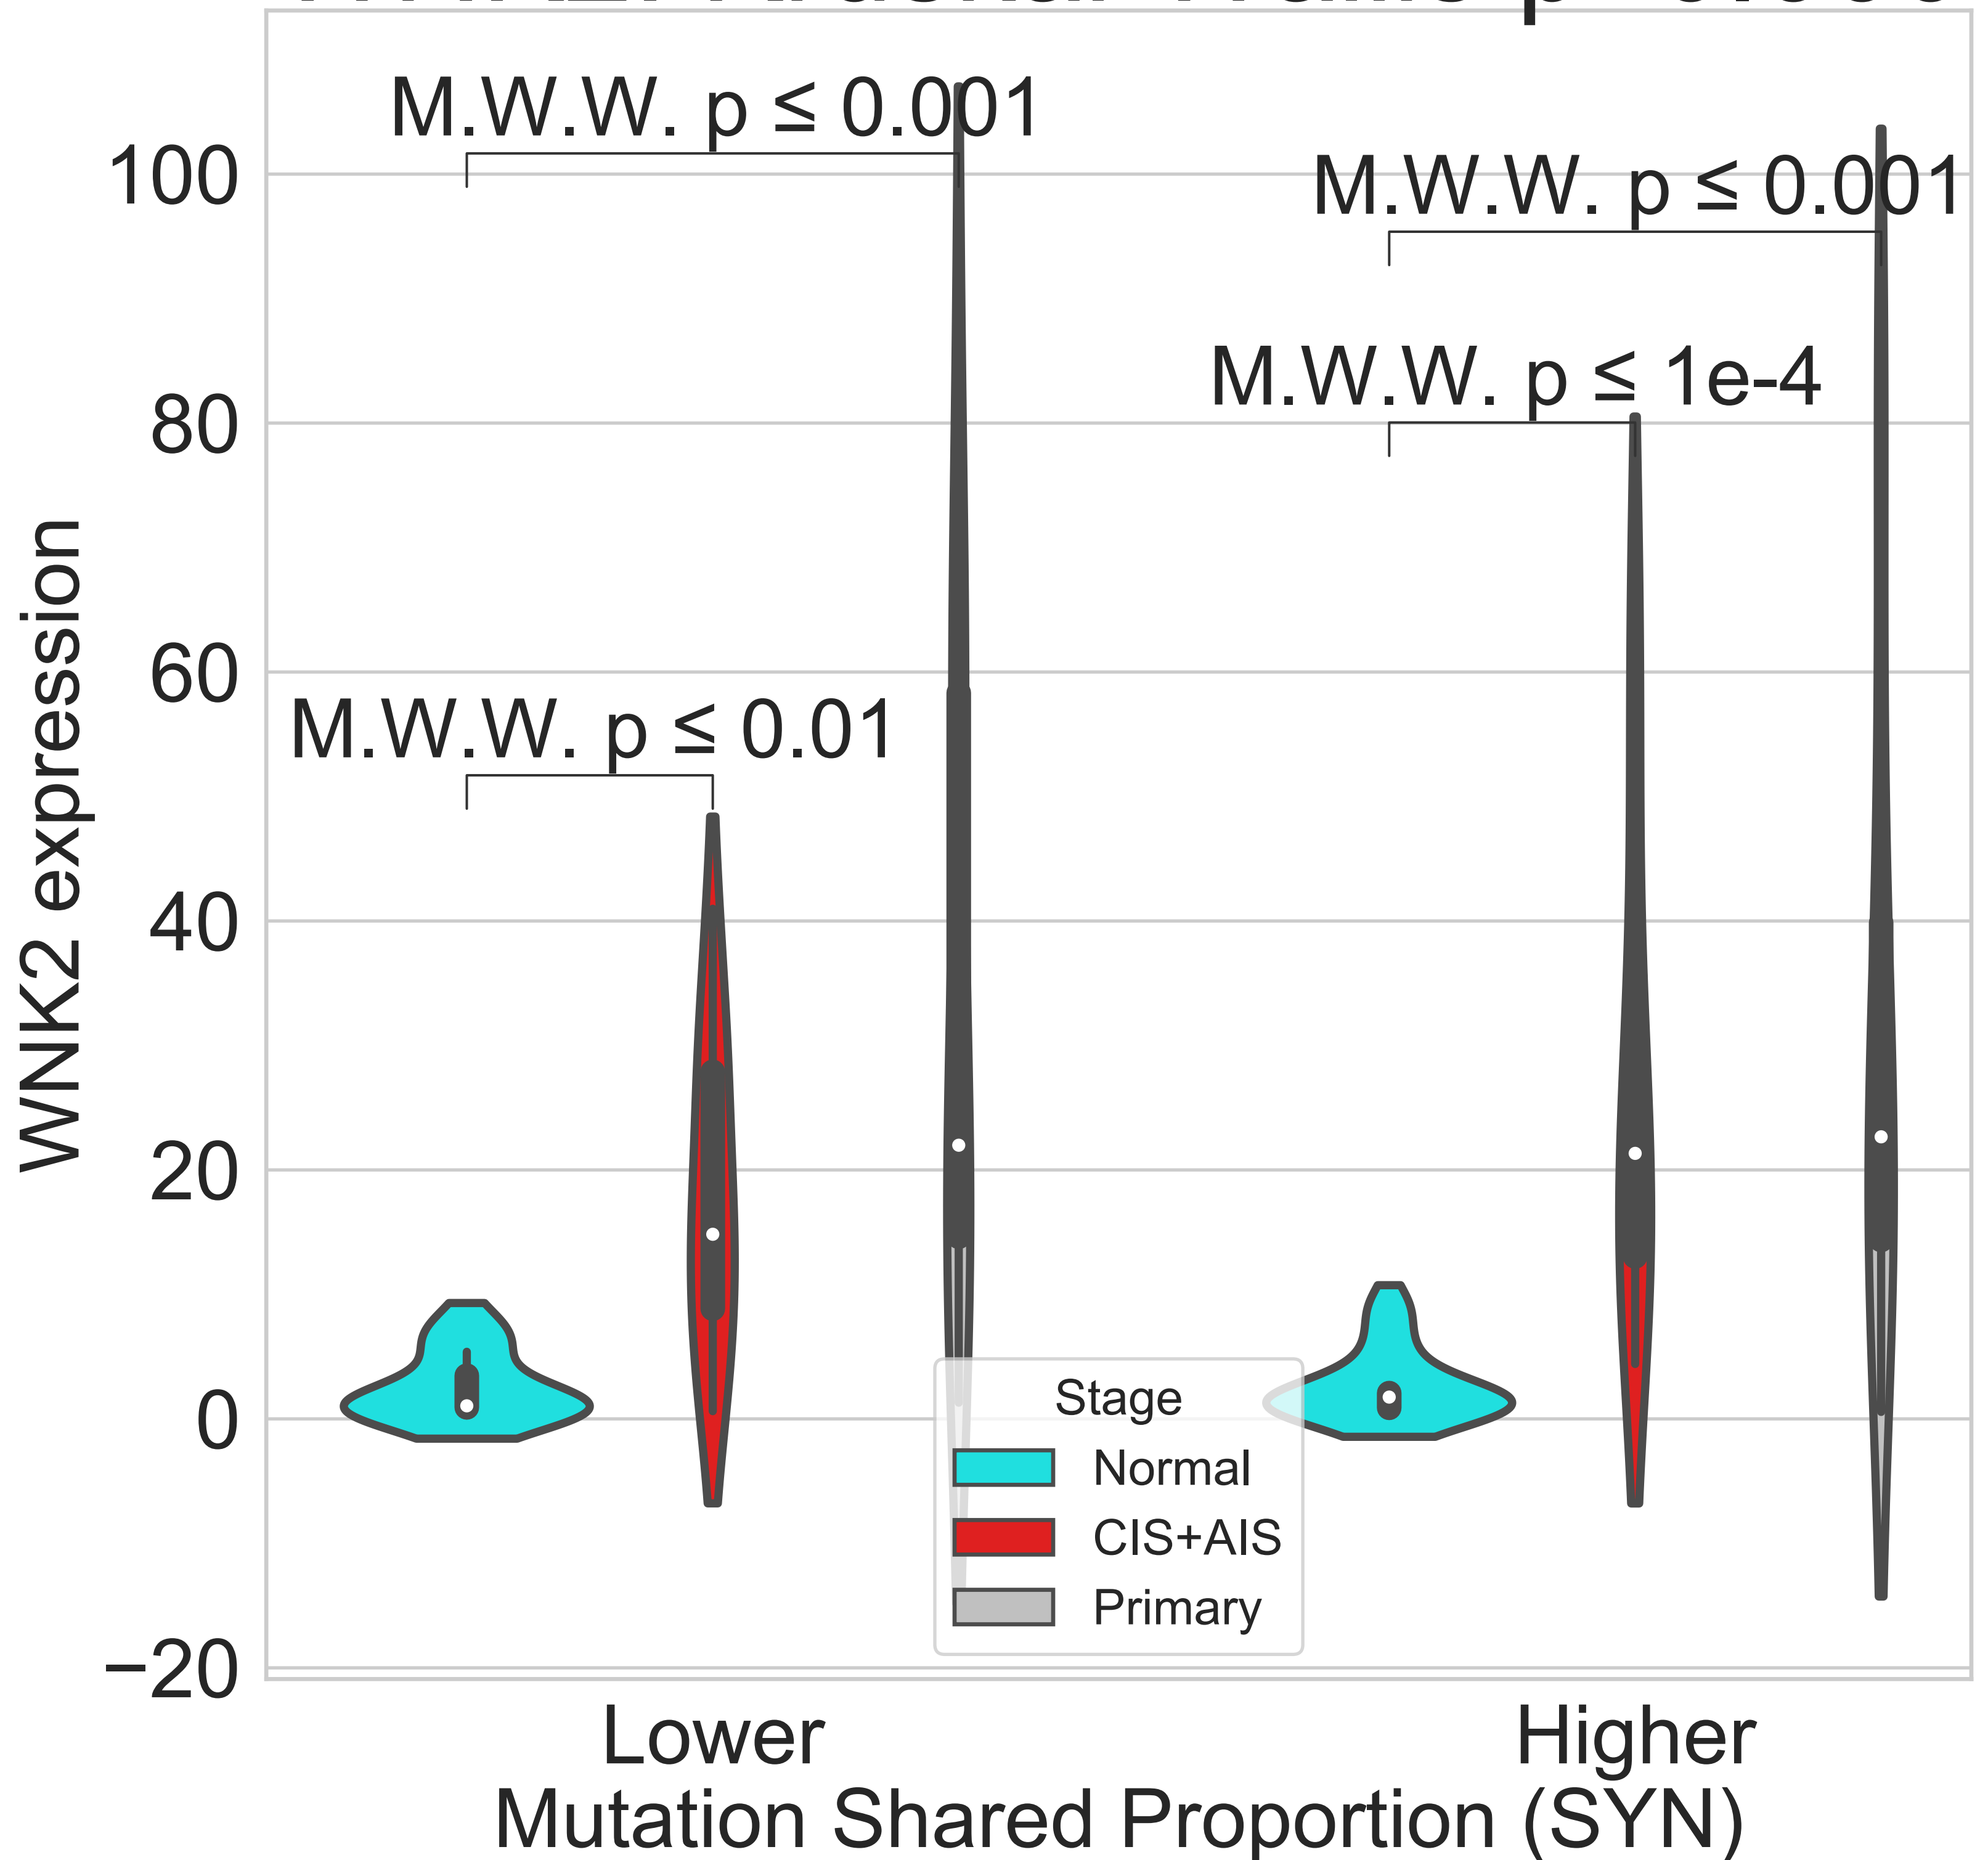 M.W.W. p ≤ 0.001
100
M.W.W. p ≤ 0.001
M.W.W. p ≤ 1e-4
80
60
M.W.W. p ≤ 0.01
40
20
0
−20
WNK2 expression
Stage
Normal
CIS+AIS
Primary
Lower
Higher
Mutation Shared Proportion (SYN)